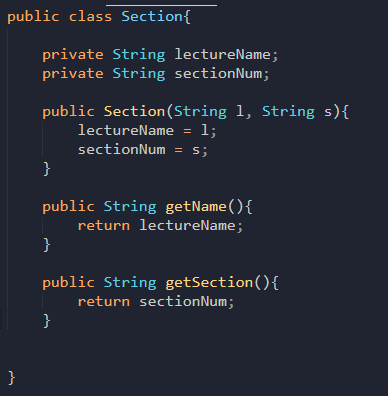 public class Section{
private String lectureName;
private String sectionNum;
public Section(String l, String s){
lectureName = l;
sectionNum = s;
}
public String getName(){
return lectureName;
}
public String getSection(){
return sectionNum;
}
}